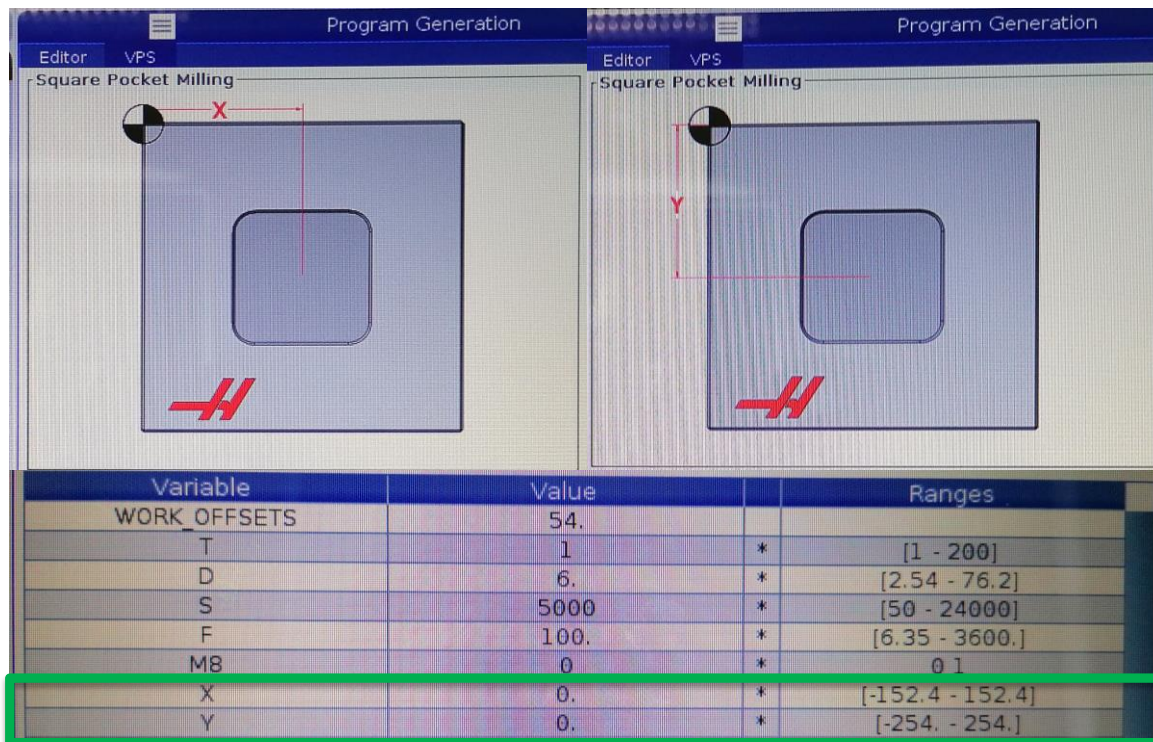 Program Generation
Editor VPS
Square Pocket Milling
X
Program Generation
Editor VPS
Square Pocket Milling
Y
Variable Value Ranges
WORK_OFFSETS 54.
T 1 * [1 - 200]
D 6. * [2.54 - 76.2]
S 5000 * [50 - 24000]
F 100. * [6.35 - 3600.]
M8 0 * 0 1
X 0. * [-152.4 - 152.4]
Y 0. * [-254. - 254.]